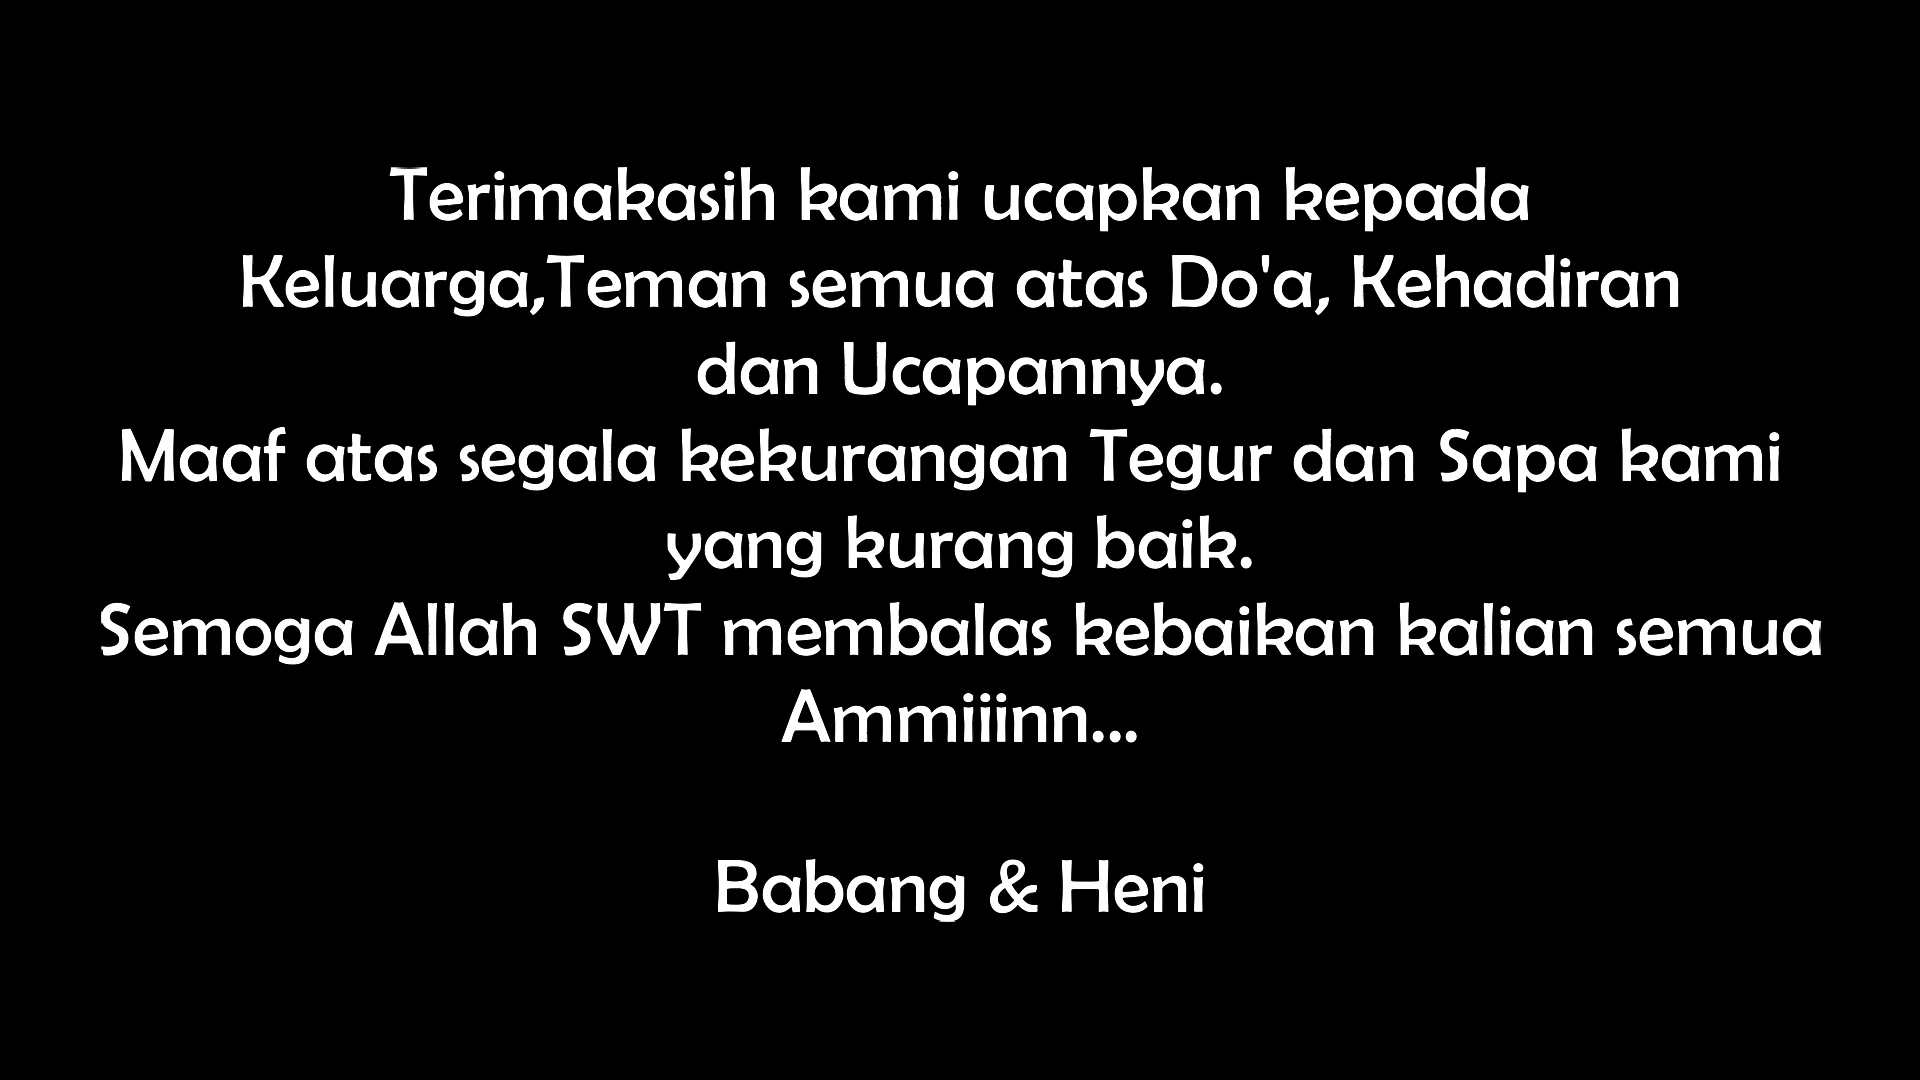 Terimakasih kami ucapkan kepada
Keluarga,Teman semua atas Do'a, Kehadiran
dan Ucapannya.
Maaf atas segala kekurangan Tegur dan Sapa kami
yang kurang baik.
Semoga Allah SWT membalas kebaikan kalian semua
Ammiiinn...
Babang & Heni